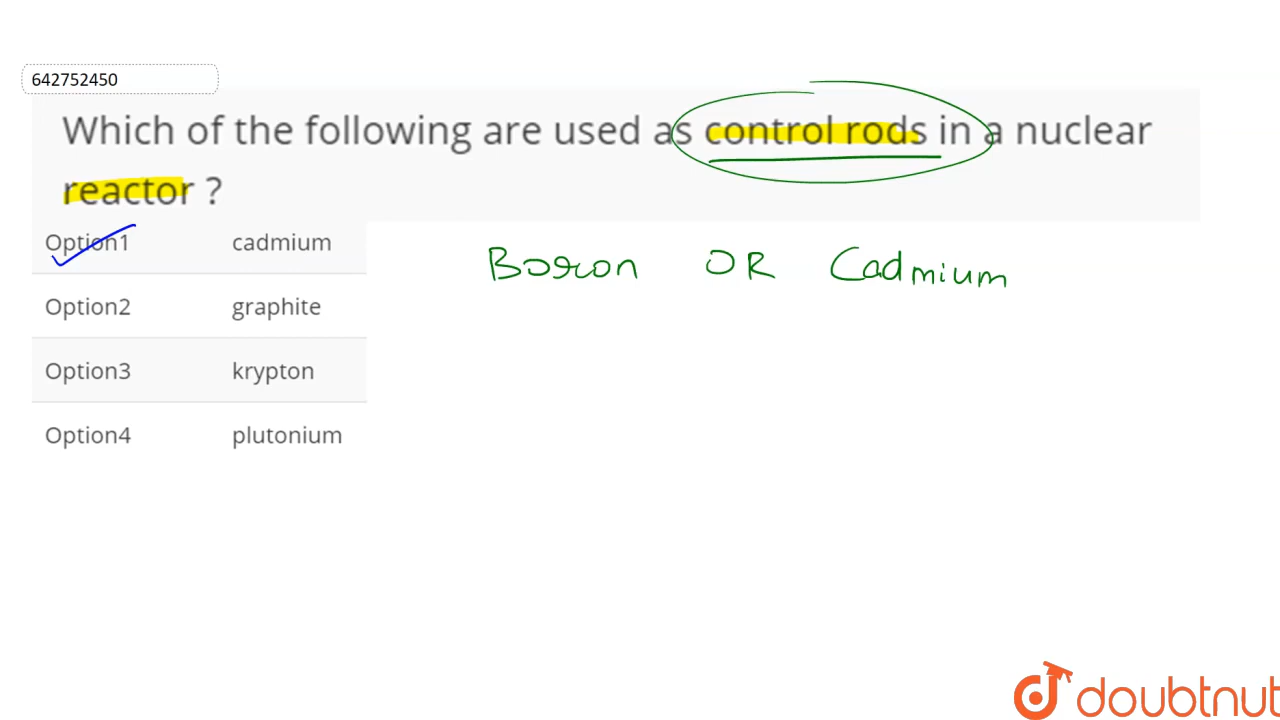 642752450
Which of the following are used as control rods in a nuclear
reactor ?
Option1 cadmium
Boron OR Cadmium
Option2 graphite
Option3 krypton
Option4 plutonium
doubtnut